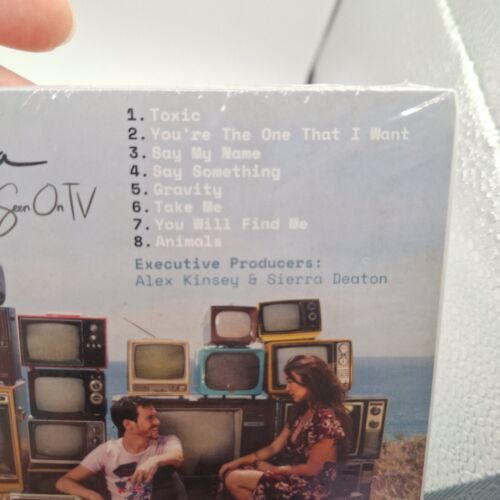 1. Toxic
2. You're The One That I Want
3. Say My Name
4. Say Something
5. Gravity
6. Take Me
7. You Will Find Me
8. Animals
Seen On TV
Executive Producers:
Alex Kinsey & Sierra Deaton